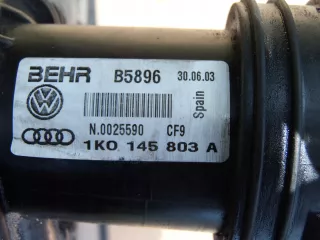 BEHR B5896 30.06.03
Spain
N.0025590 CF9
1K0 145 803 A